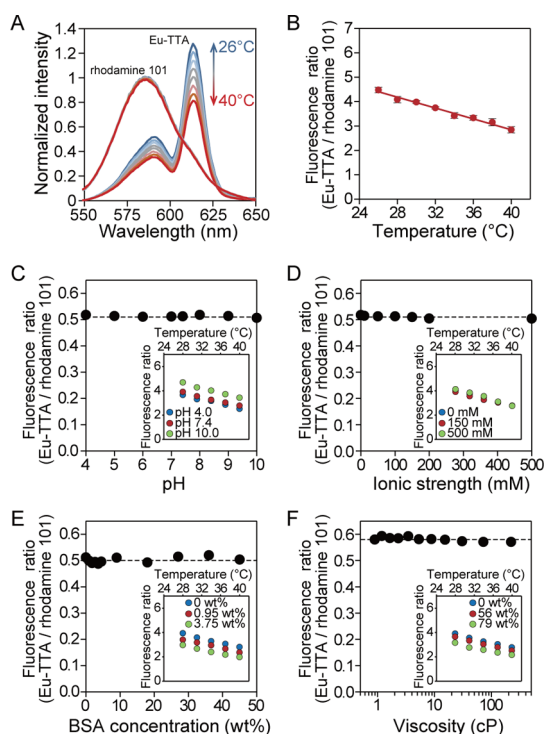 A
Normalized intensity
1.4
1.2
1
0.8
0.6
0.4
0.2
0
Eu-TTA
rhodamine 101
26°C
40°C
550 575 600 625 650
Wavelength (nm)
B
Fluorescence ratio
(Eu-TTA / rhodamine 101)
7
6
5
4
3
2
1
0
24 28 32 36 40
Temperature (°C)
C
Fluorescence ratio
(Eu-TTA / rhodamine 101)
0.6
0.5
0.4
0.3
0.2
0.1
0.0
Temperature (°C)
24 28 32 36 40
Fluorescence ratio
6
4
2
0
pH 4.0
pH 7.4
pH 10.0
4 5 6 7 8 9 10
pH
D
Fluorescence ratio
(Eu-TTA / rhodamine 101)
0.6
0.5
0.4
0.3
0.2
0.1
0.0
Temperature (°C)
24 28 32 36 40
Fluorescence ratio
6
4
2
0
0 mM
150 mM
500 mM
0 100 200 300 400 500
Ionic strength (mM)
E
Fluorescence ratio
(Eu-TTA / rhodamine 101)
0.6
0.5
0.4
0.3
0.2
0.1
0.0
Temperature (°C)
24 28 32 36 40
Fluorescence ratio
6
4
2
0
0 wt%
0.95 wt%
3.75 wt%
0 10 20 30 40 50
BSA concentration (wt%)
F
Fluorescence ratio
(Eu-TTA / rhodamine 101)
0.6
0.5
0.4
0.3
0.2
0.1
0.0
Temperature (°C)
24 28 32 36 40
Fluorescence ratio
6
4
2
0
0 wt%
56 wt%
79 wt%
1 10 100
Viscosity (cP)